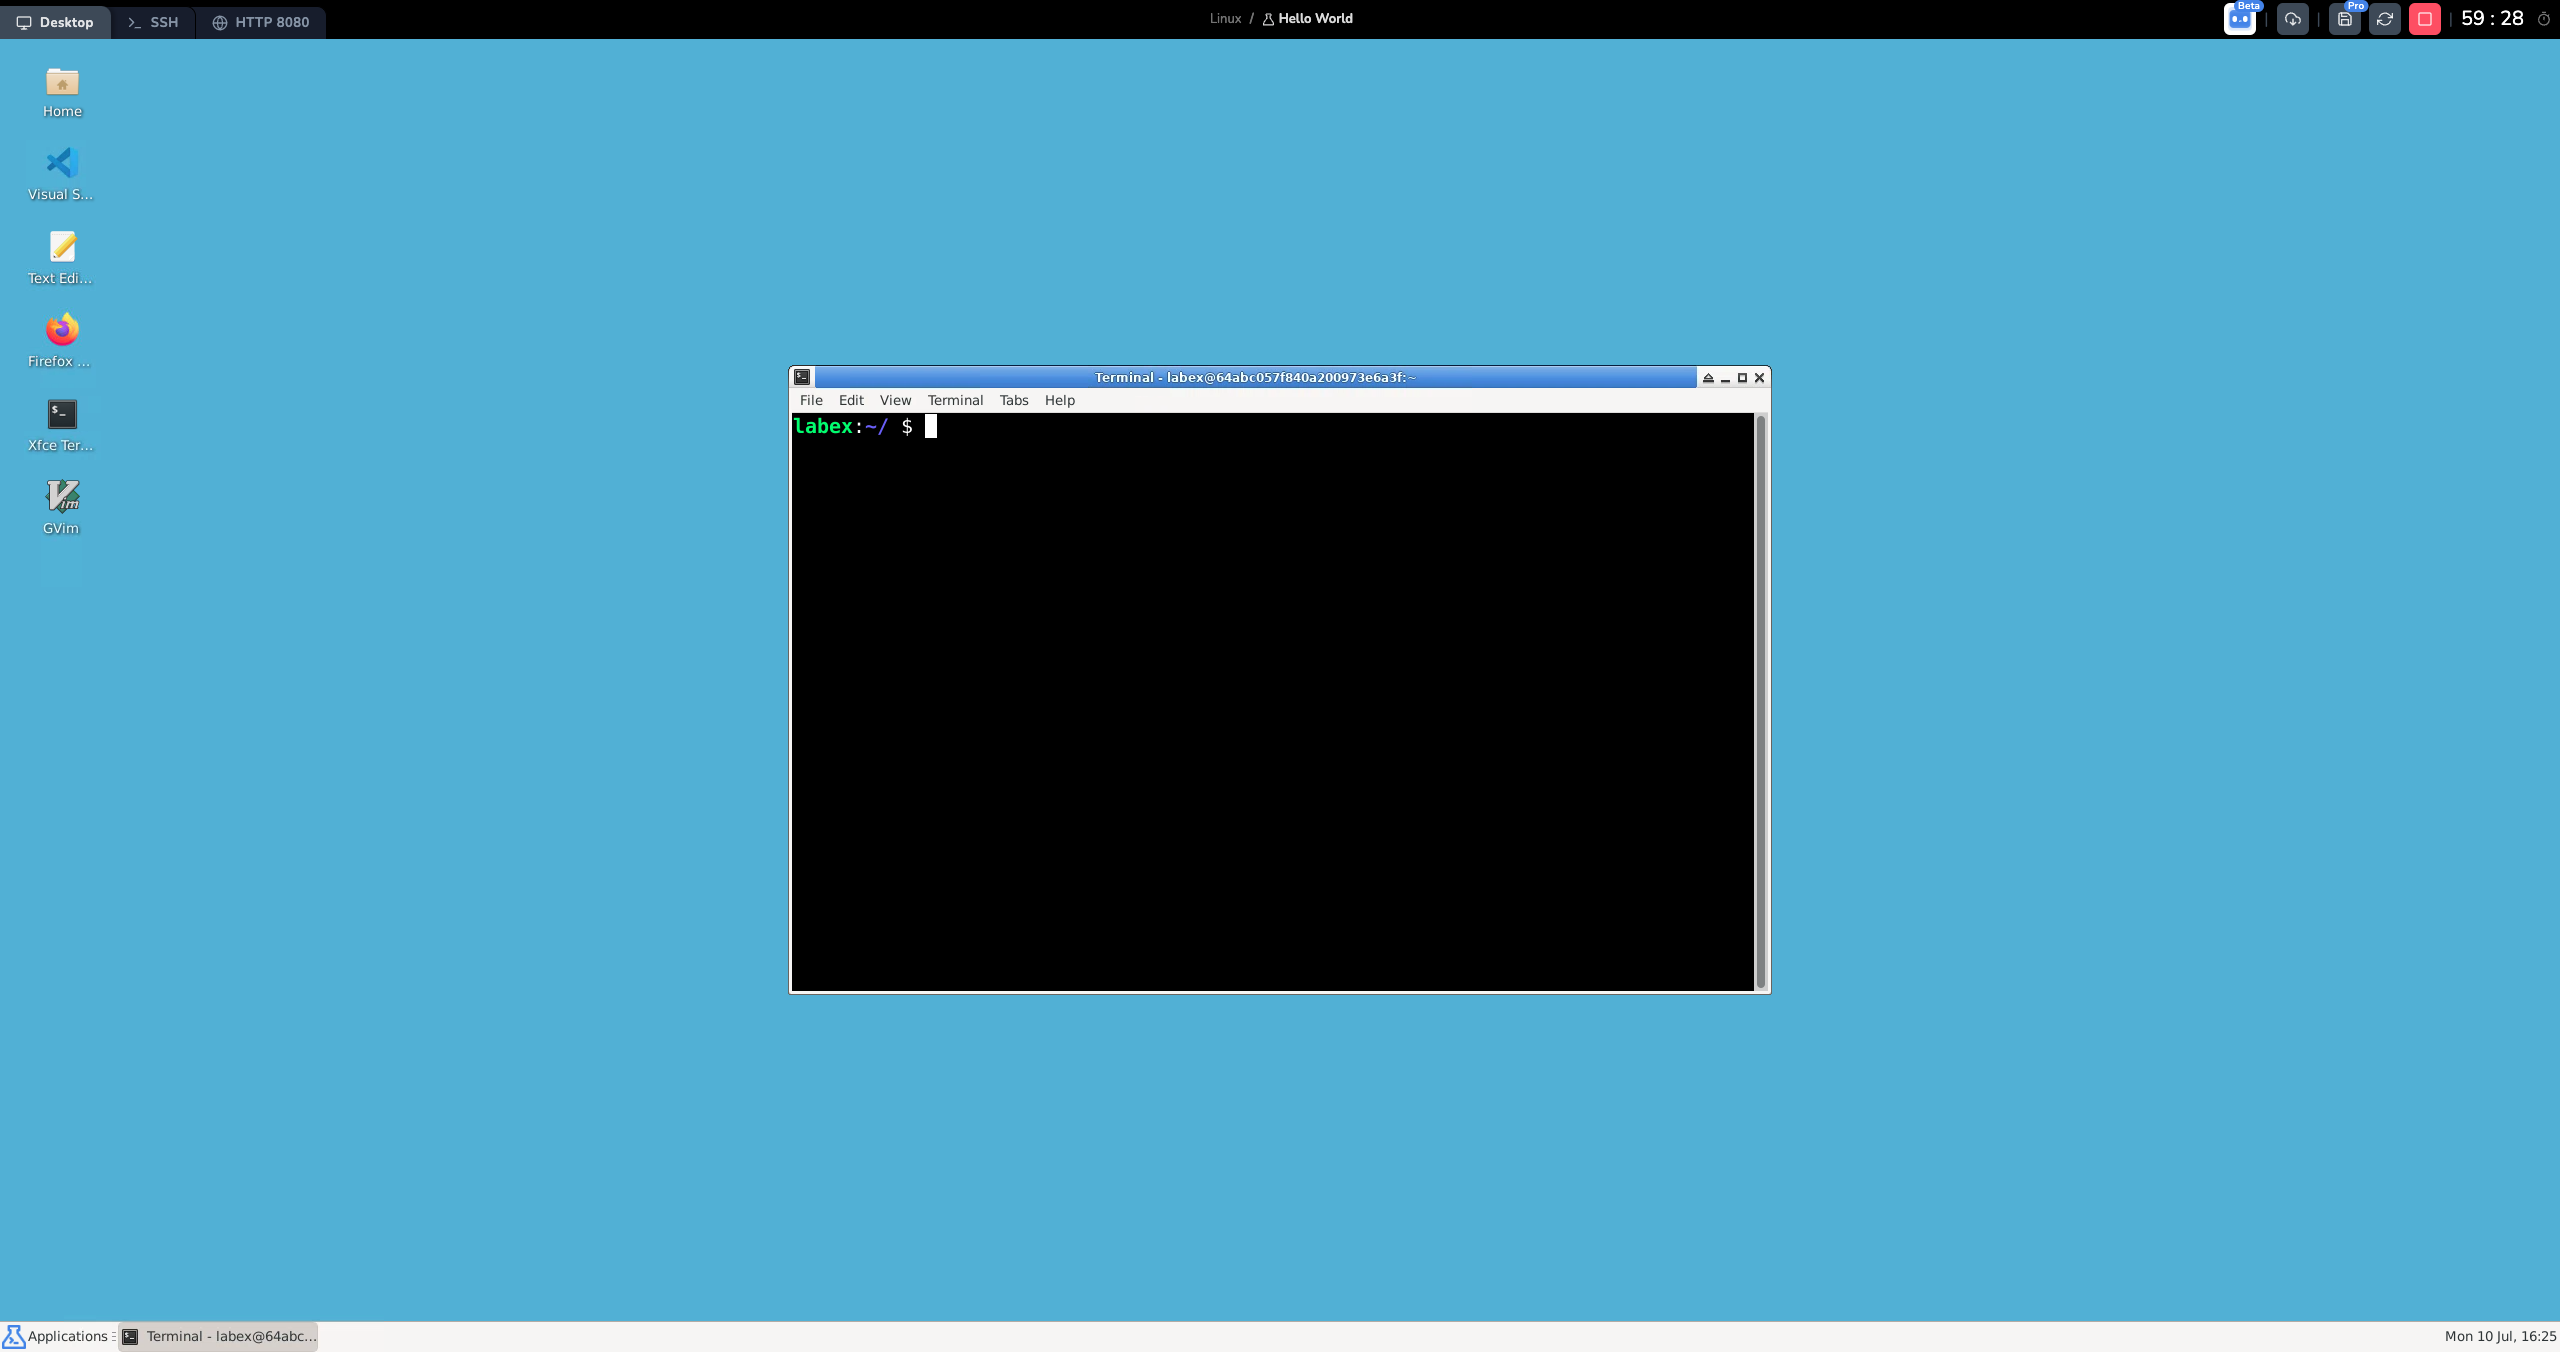 Desktop
SSH
HTTP 8080
Linux / Hello World
Beta
Pro
59 : 28
Home
Visual S...
Text Edi...
Firefox ...
$_
Xfce Ter...
Vim
GVim
Terminal - labex@64abc057f840a200973e6a3f:~
File Edit View Terminal Tabs Help
labex:~/ $
Applications
Terminal - labex@64abc...
Mon 10 Jul, 16:25